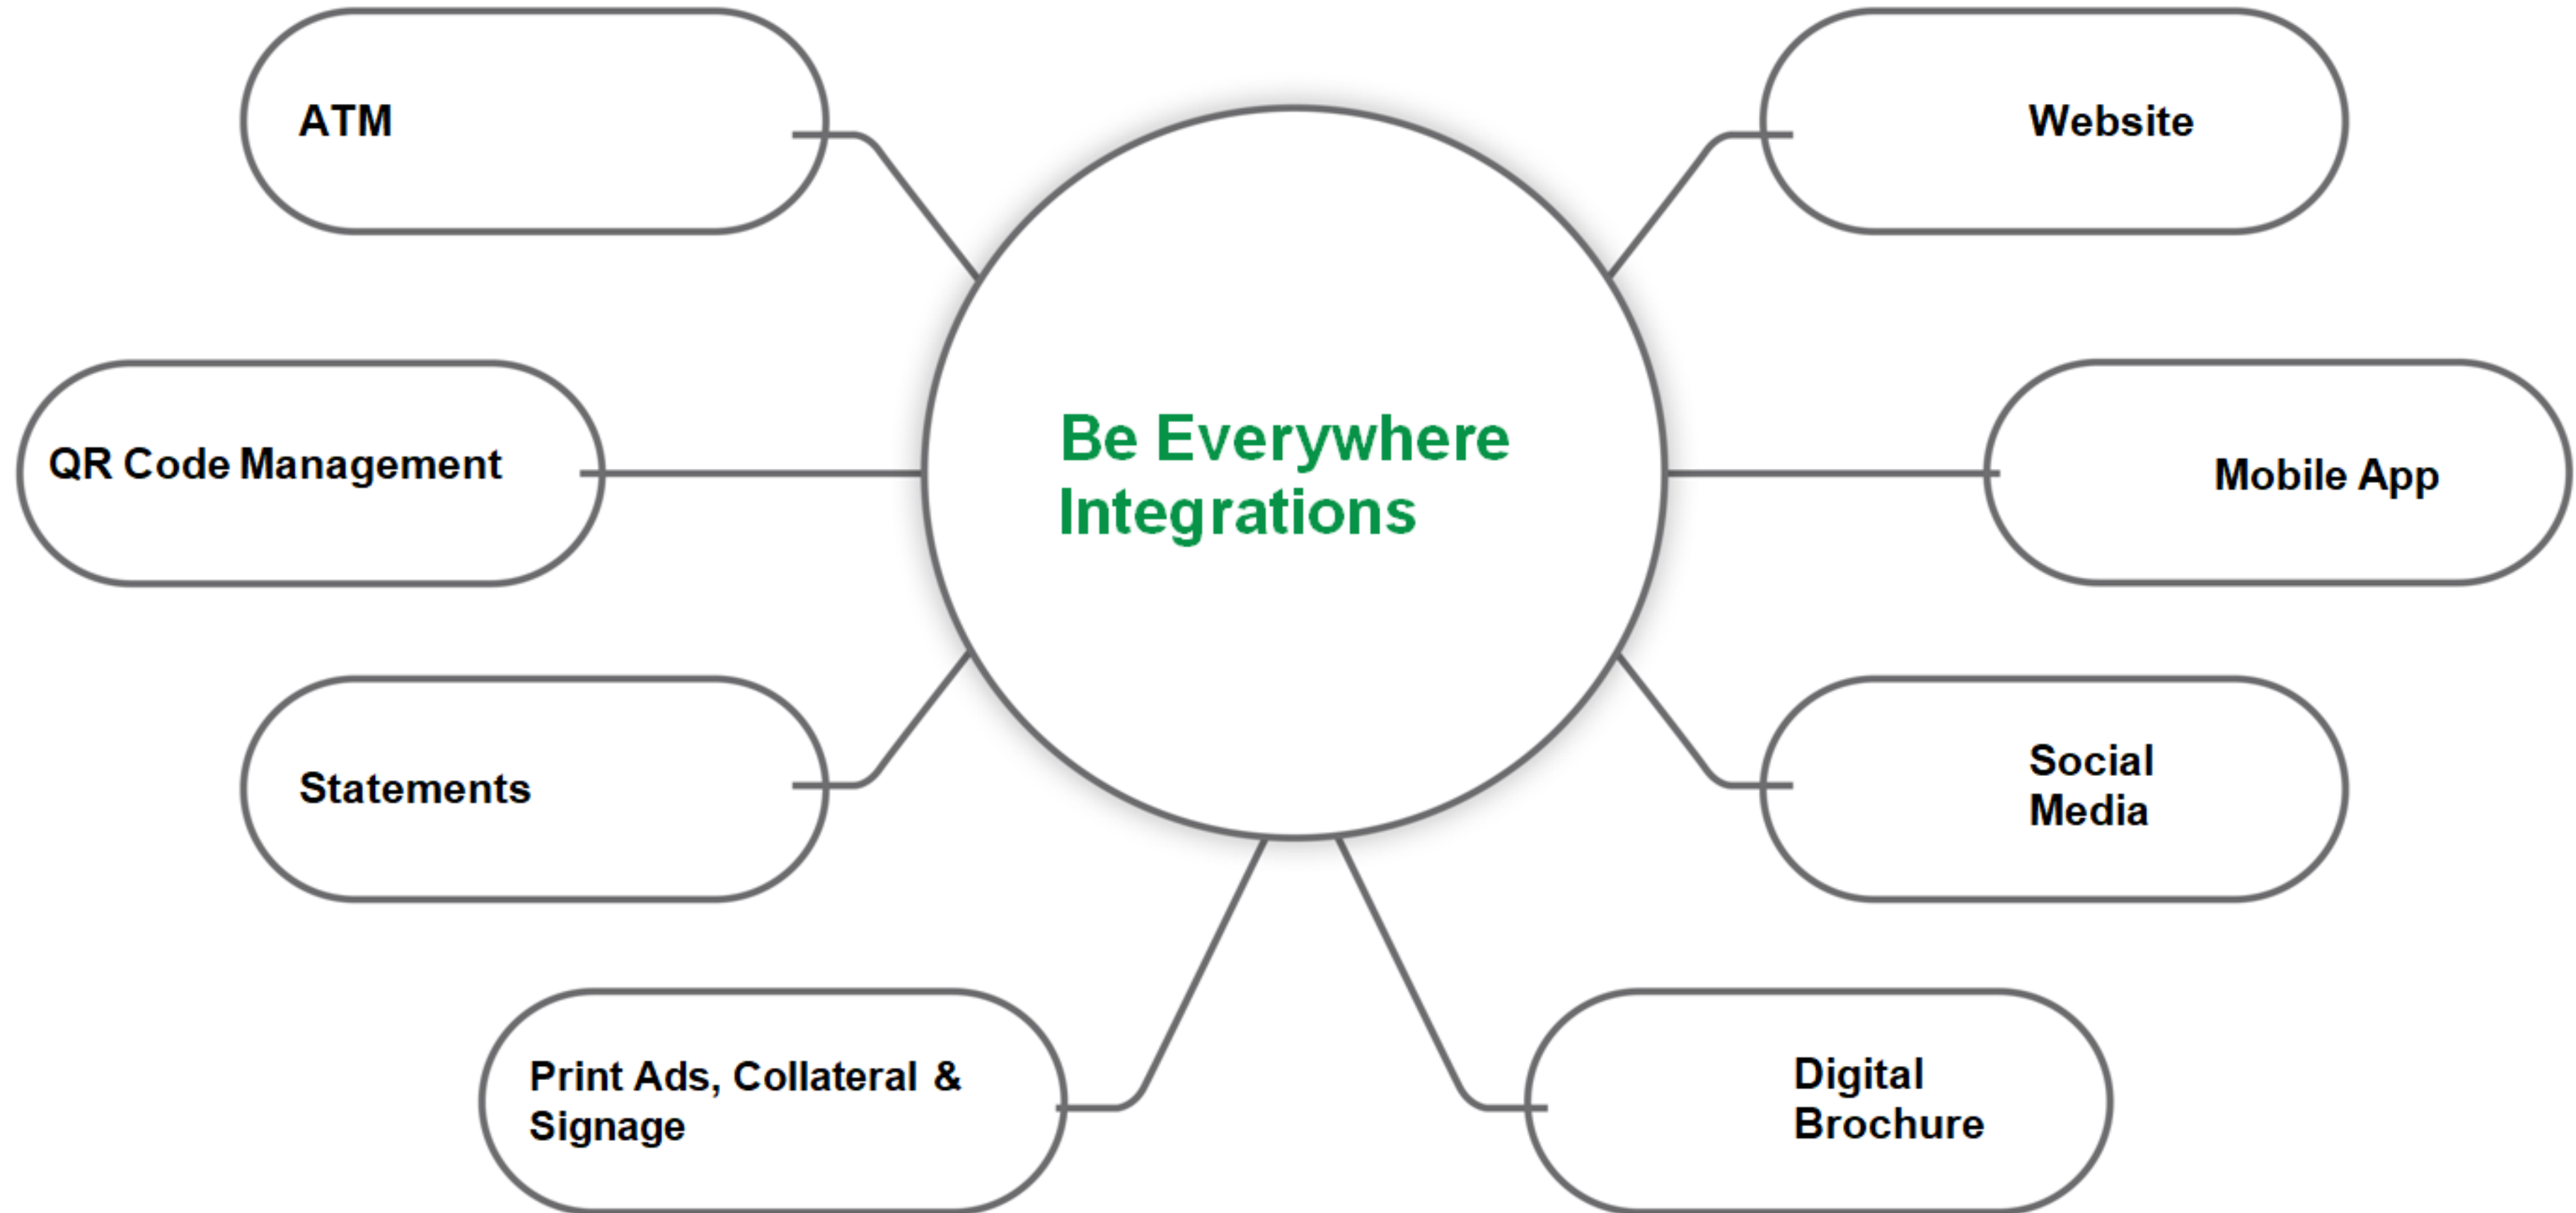 ATM
Website
Be Everywhere
Integrations
QR Code Management
Mobile App
Statements
Social
Media
Print Ads, Collateral &
Signage
Digital
Brochure